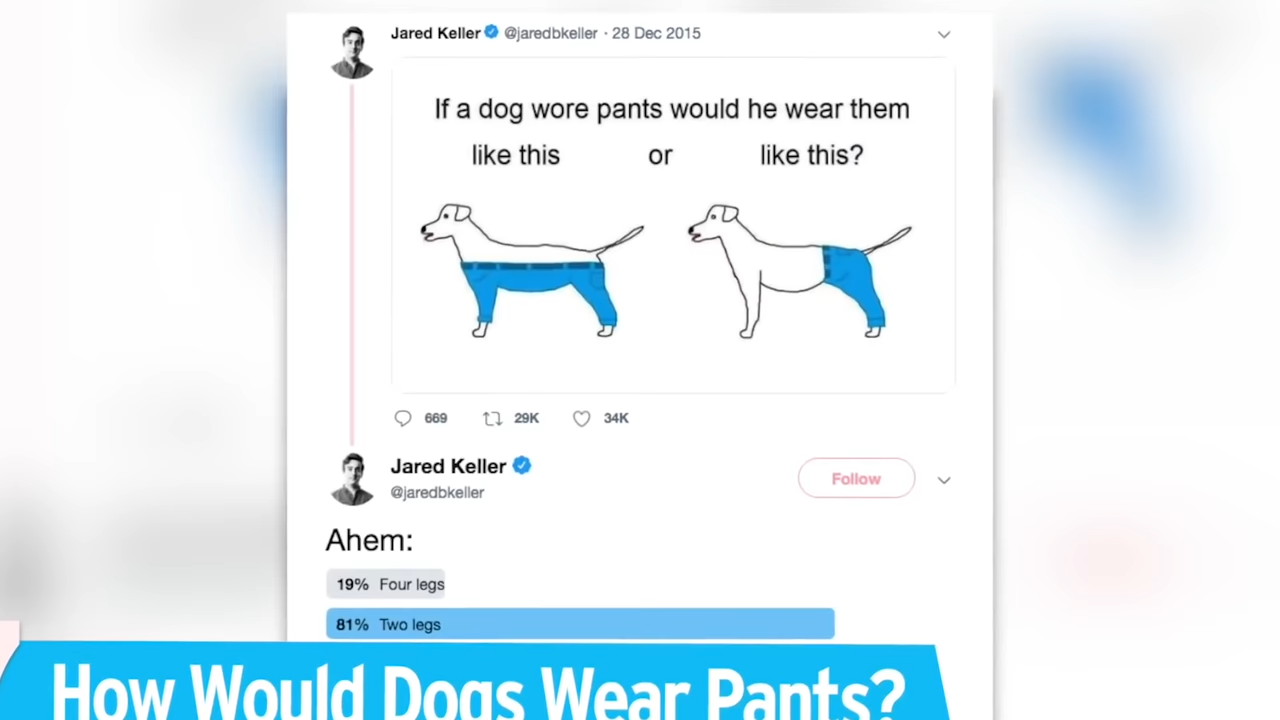 Jared Keller @jaredbkeller · 28 Dec 2015
If a dog wore pants would he wear them
like this or like this?
669 29K 34K
Jared Keller
@jaredbkeller
Follow
Ahem:
19% Four legs
81% Two legs
How Would Dogs Wear Pants?